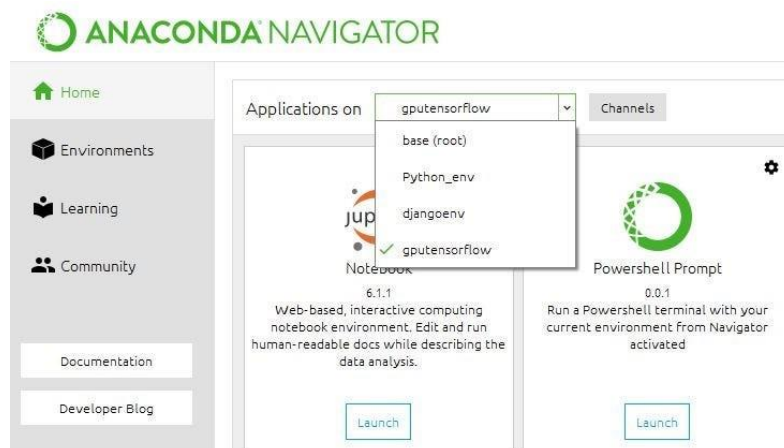 ANACONDA NAVIGATOR
Home
Environments
Learning
Community
Documentation
Developer Blog
Applications on
gputensorflow
Channels
base (root)
Python_env
djangoenv
gputensorflow
jup
Notebook
6.1.1
Web-based, interactive computing
notebook environment. Edit and run
human-readable docs while describing the
data analysis.
Launch
Powershell Prompt
0.0.1
Run a Powershell terminal with your
current environment from Navigator
activated
Launch